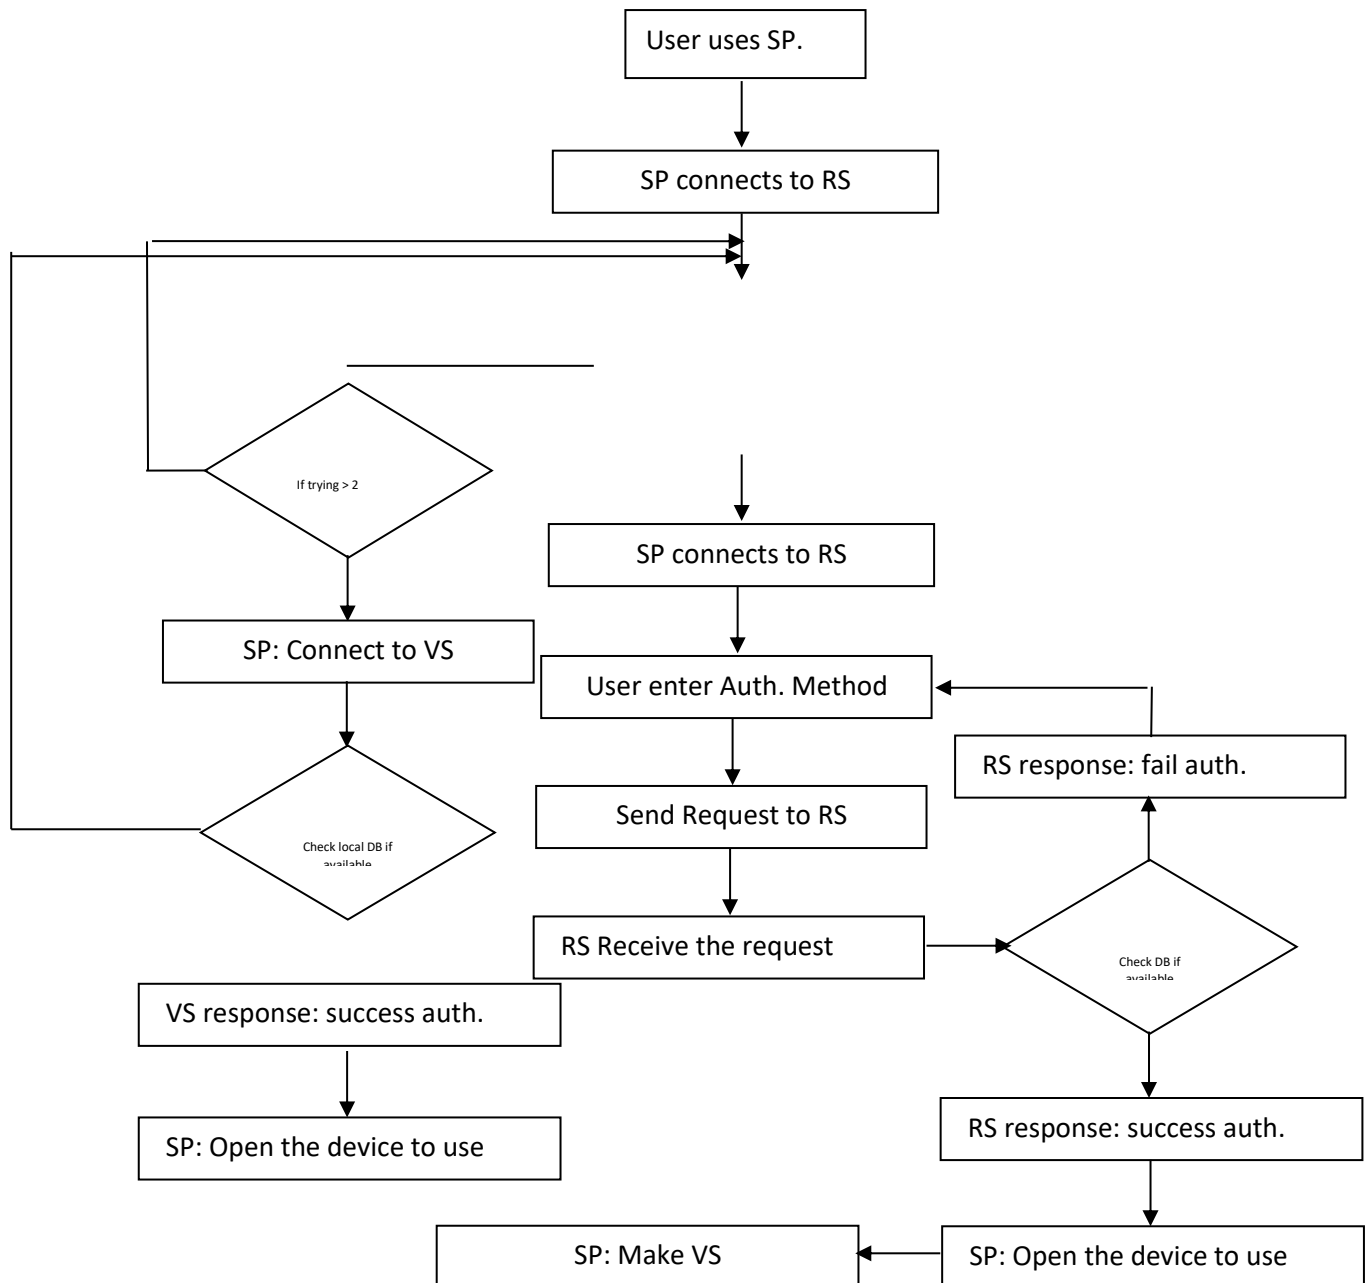 User uses SP.
SP connects to RS
If trying > 2
SP connects to RS
SP: Connect to VS
User enter Auth. Method
RS response: fail auth.
Send Request to RS
Check local DB if
available
RS Receive the request
Check DB if
available
VS response: success auth.
RS response: success auth.
SP: Open the device to use
SP: Make VS
SP: Open the device to use